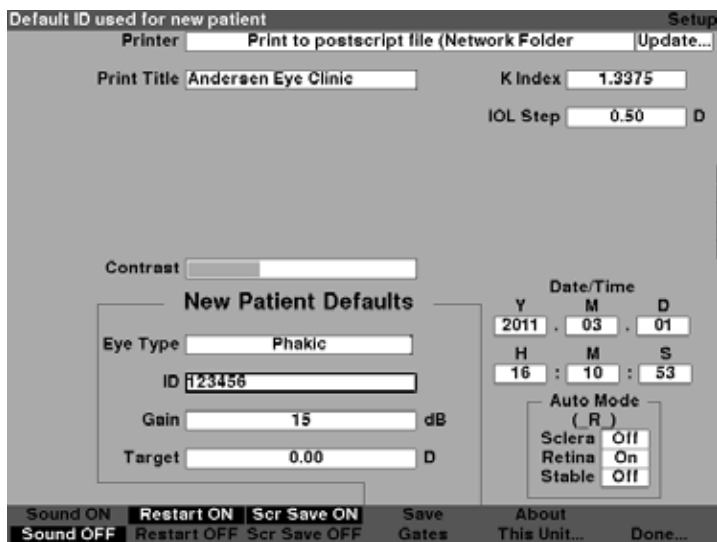 Default ID used for new patient Setup
Printer Print to postscript file (Network Folder Update...
Print Title Andersen Eye Clinic K Index 1.3375
IOL Step 0.50 D
Contrast
New Patient Defaults
Eye Type Phakic
ID 123456
Gain 15 dB
Target 0.00 D
Date/Time
Y M D
2011 . 03 . 01
H M S
16 : 10 : 53
Auto Mode
(_R_)
Sclera Off
Retina On
Stable Off
Sound ON Restart ON Scr Save ON Save About
Sound OFF Restart OFF Scr Save OFF Gates This Unit... Done...